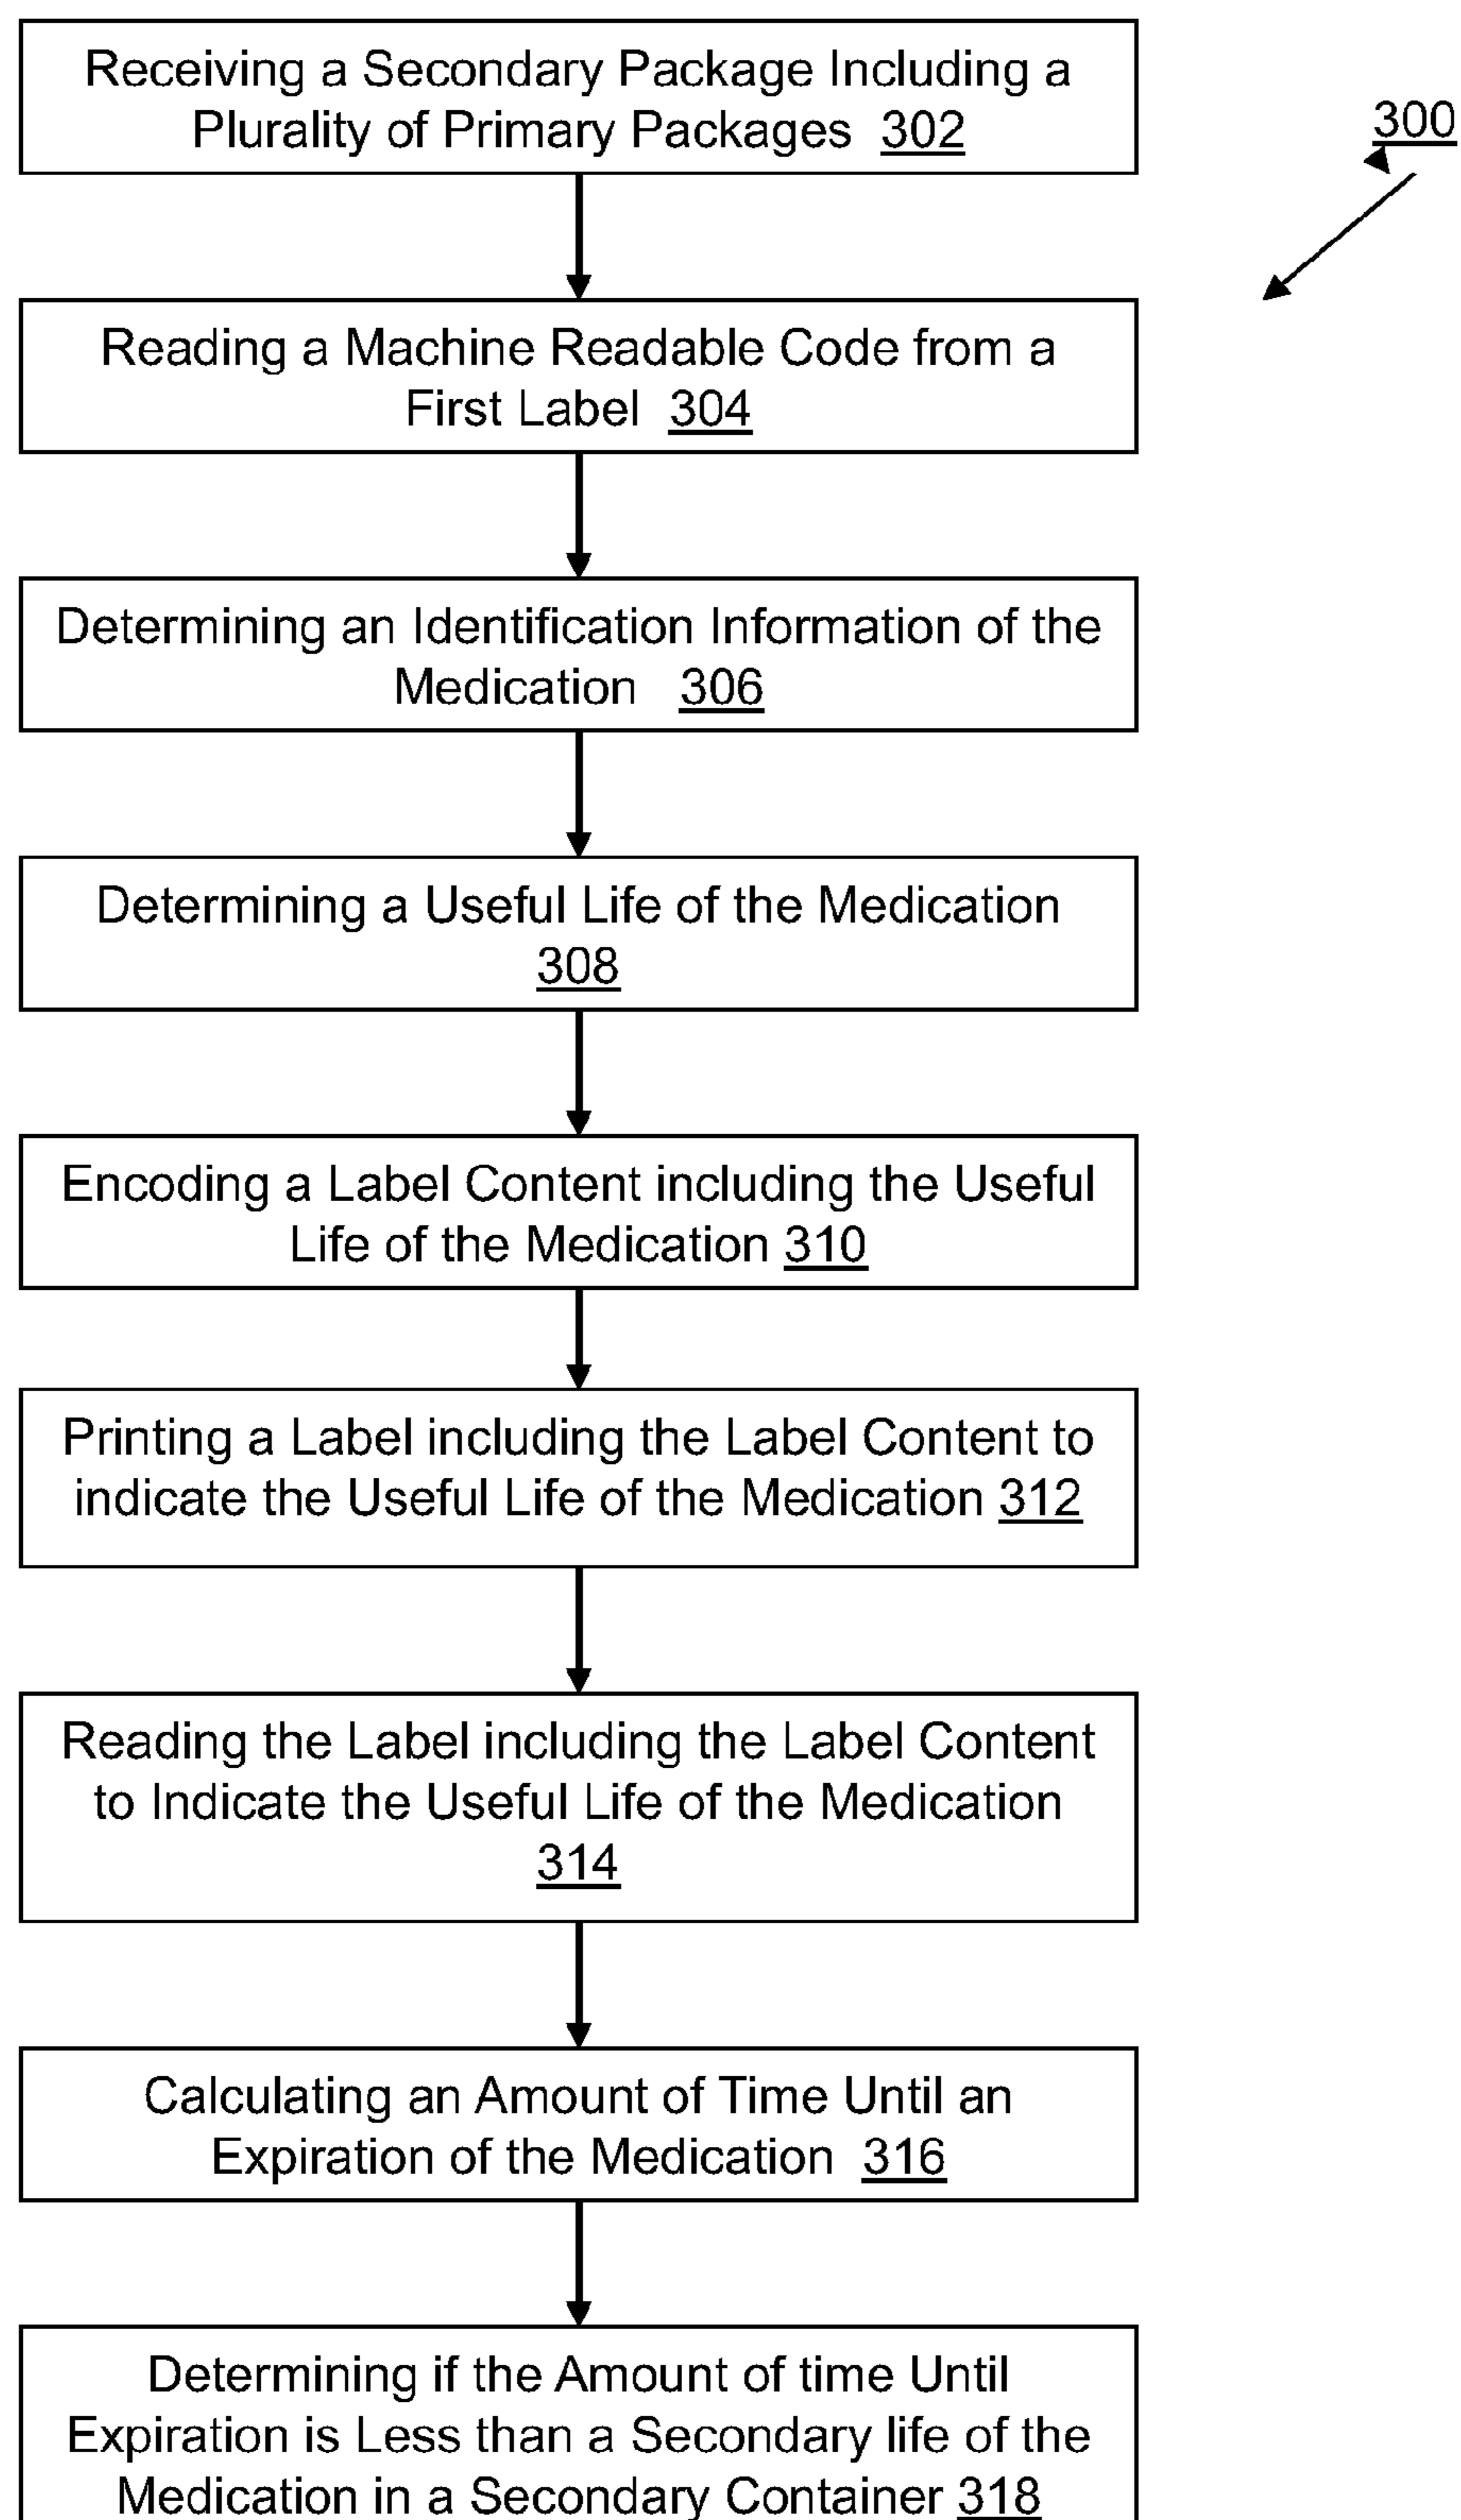 Receiving a Secondary Package Including a
Plurality of Primary Packages 302
300
Reading a Machine Readable Code from a
First Label 304
Determining an Identification Information of the
Medication 306
Determining a Useful Life of the Medication
308
Encoding a Label Content including the Useful
Life of the Medication 310
Printing a Label including the Label Content to
indicate the Useful Life of the Medication 312
Reading the Label including the Label Content
to Indicate the Useful Life of the Medication
314
Calculating an Amount of Time Until an
Expiration of the Medication 316
Determining if the Amount of time Until
Expiration is Less than a Secondary life of the
Medication in a Secondary Container 318